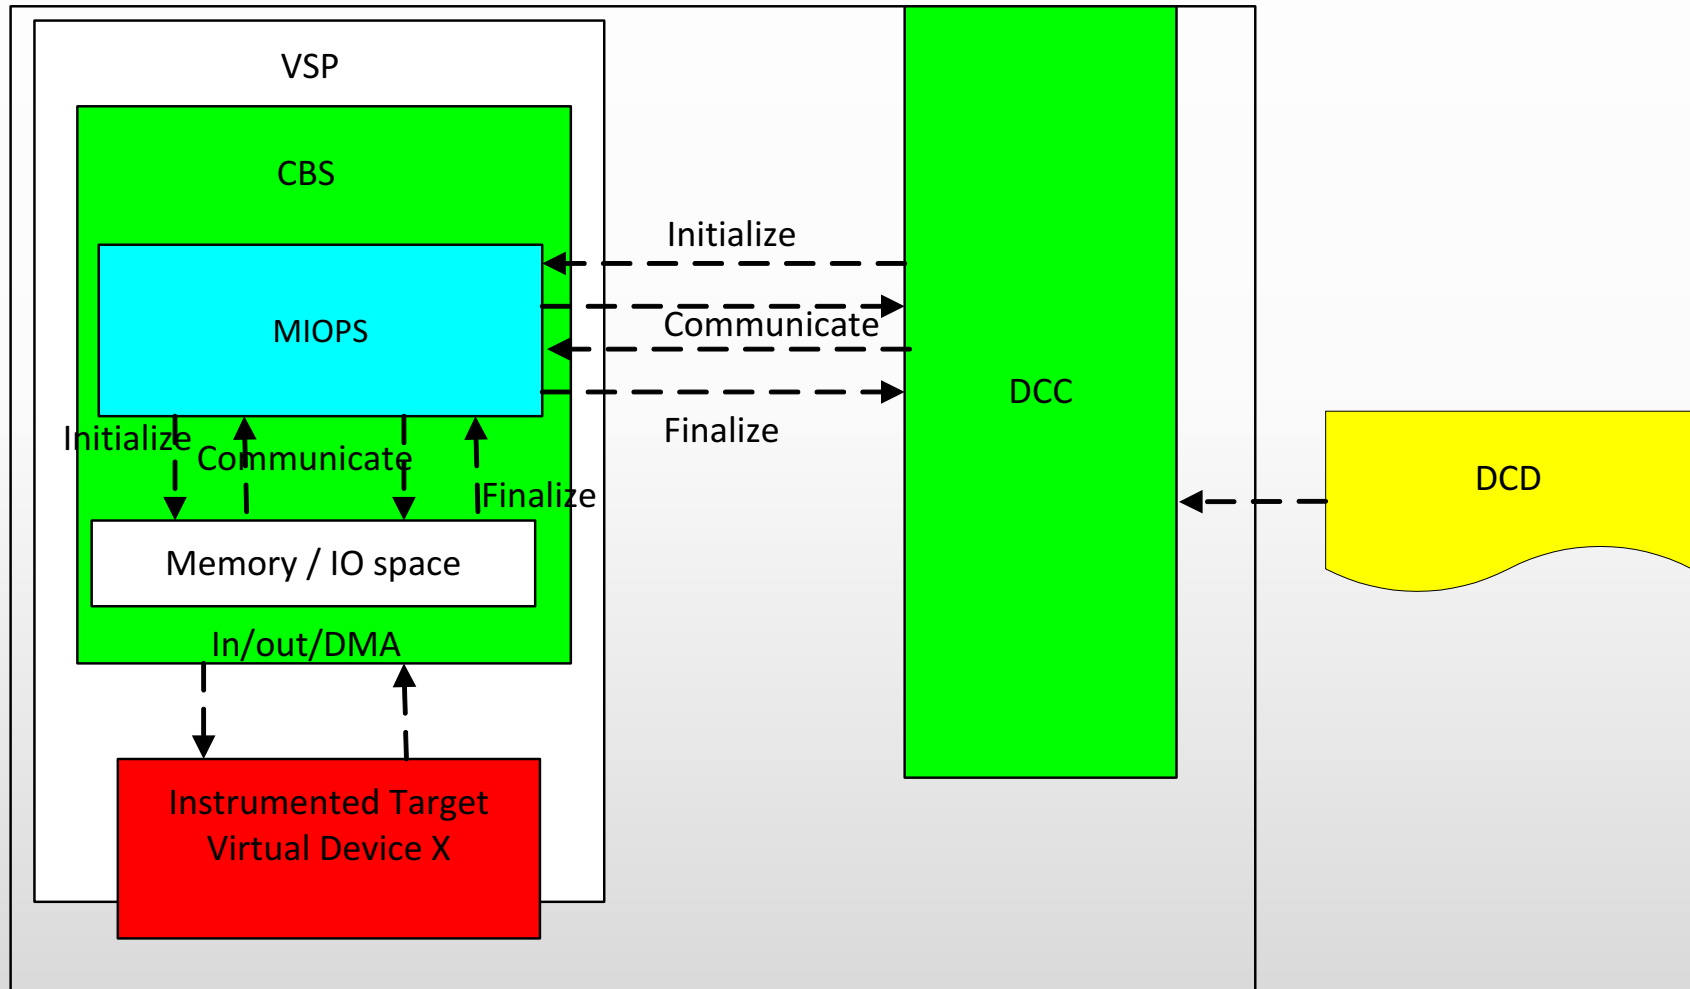 VSP
CBS
Initialize
MIOPS
Communicate
DCC
Finalize
Initialize
Communicate
Finalize
DCD
Memory / IO space
In/out/DMA
Instrumented Target
Virtual Device X